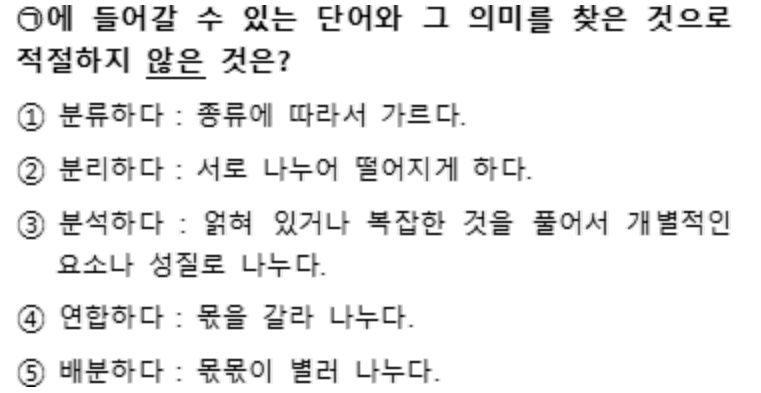 ㉠에 들어갈 수 있는 단어와 그 의미를 찾은 것으로
적절하지 않은 것은?
① 분류하다 : 종류에 따라서 가르다.
② 분리하다 : 서로 나누어 떨어지게 하다.
③ 분석하다 : 얽혀 있거나 복잡한 것을 풀어서 개별적인
요소나 성질로 나누다.
④ 연합하다 : 몫을 갈라 나누다.
⑤ 배분하다 : 몫몫이 별러 나누다.